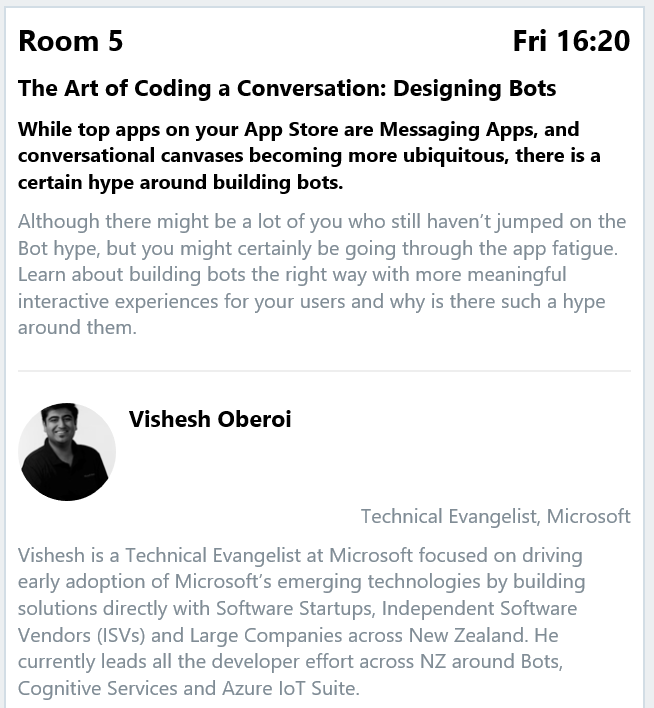 Room 5
Fri 16:20
The Art of Coding a Conversation: Designing Bots
While top apps on your App Store are Messaging Apps, and
conversational canvases becoming more ubiquitous, there is a
certain hype around building bots.
Although there might be a lot of you who still haven’t jumped on the
Bot hype, but you might certainly be going through the app fatigue.
Learn about building bots the right way with more meaningful
interactive experiences for your users and why is there such a hype
around them.
Vishesh Oberoi
Technical Evangelist, Microsoft
Vishesh is a Technical Evangelist at Microsoft focused on driving
early adoption of Microsoft’s emerging technologies by building
solutions directly with Software Startups, Independent Software
Vendors (ISVs) and Large Companies across New Zealand. He
currently leads all the developer effort across NZ around Bots,
Cognitive Services and Azure IoT Suite.